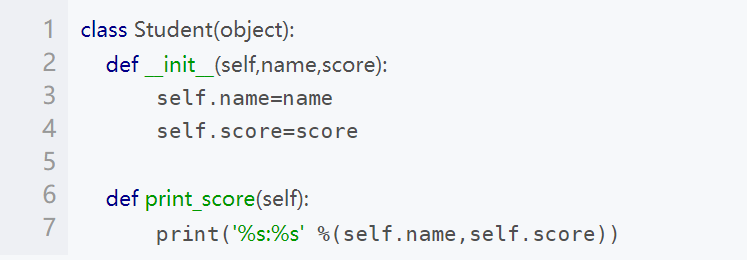 1 class Student(object):
2 def __init__(self,name,score):
3 self.name=name
4 self.score=score
5
6 def print_score(self):
7 print('%s:%s' %(self.name,self.score))